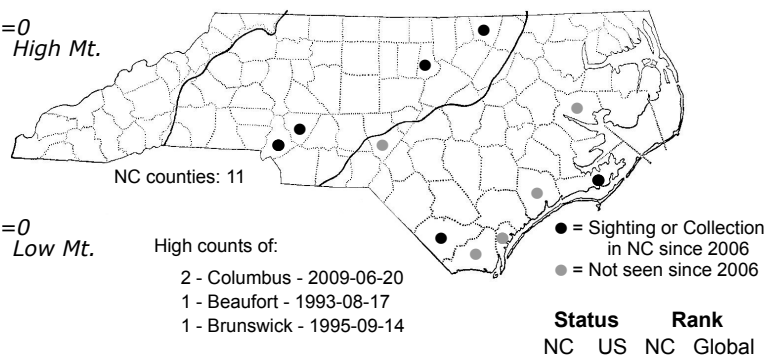 =0
High Mt.
NC counties: 11
=0
Low Mt.
High counts of:
2 - Columbus - 2009-06-20
1 - Beaufort - 1993-08-17
1 - Brunswick - 1995-09-14
= Sighting or Collection
in NC since 2006
= Not seen since 2006
Status Rank
NC US NC Global